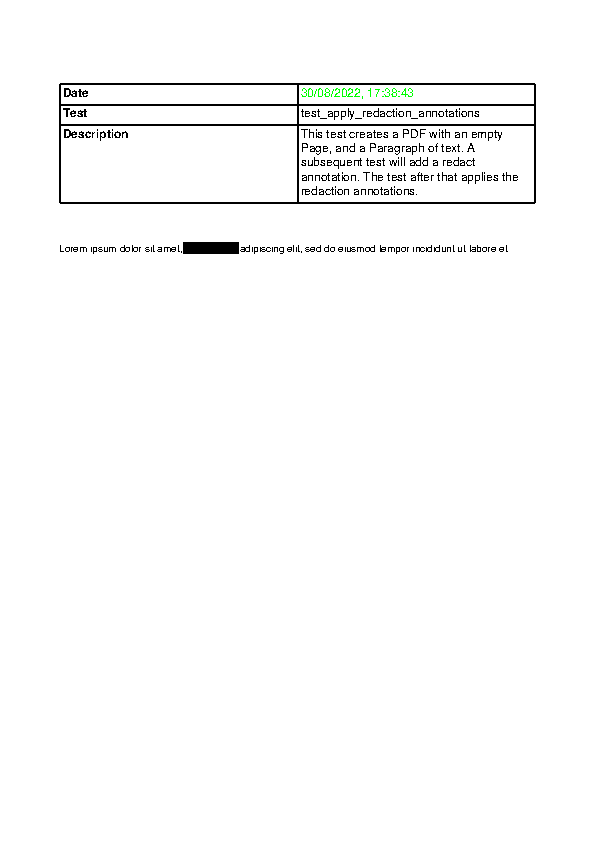 Date 30/08/2022, 17:38:43
Test test_apply_redaction_annotations
Description This test creates a PDF with an empty
Page, and a Paragraph of text. A
subsequent test will add a redact
annotation. The test after that applies the
redaction annotations.
Lorem ipsum dolor sit amet, adipiscing elit, sed do eiusmod tempor incididunt ut labore et